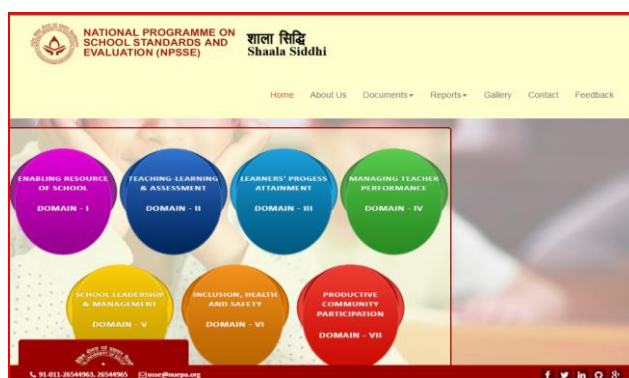 NATIONAL PROGRAMME ON
SCHOOL STANDARDS AND
EVALUATION (NPSSE)
शाला सिद्धि
Shaala Siddhi
Home About Us Documents Reports Gallery Contact Feedback
ENABLING RESOURCE
OF SCHOOL
DOMAIN - I
TEACHING-LEARNING
& ASSESSMENT
DOMAIN - II
LEARNERS' PROGESS
ATTAINMENT
DOMAIN - III
MANAGING TEACHER
PERFORMANCE
DOMAIN - IV
SCHOOL LEADERSHIP
& MANAGEMENT
DOMAIN - V
INCLUSION, HEALTH
AND SAFETY
DOMAIN - VI
PRODUCTIVE
COMMUNITY
PARTICIPATION
DOMAIN - VII
91-011-26544963, 26544965 usse@nuepa.org